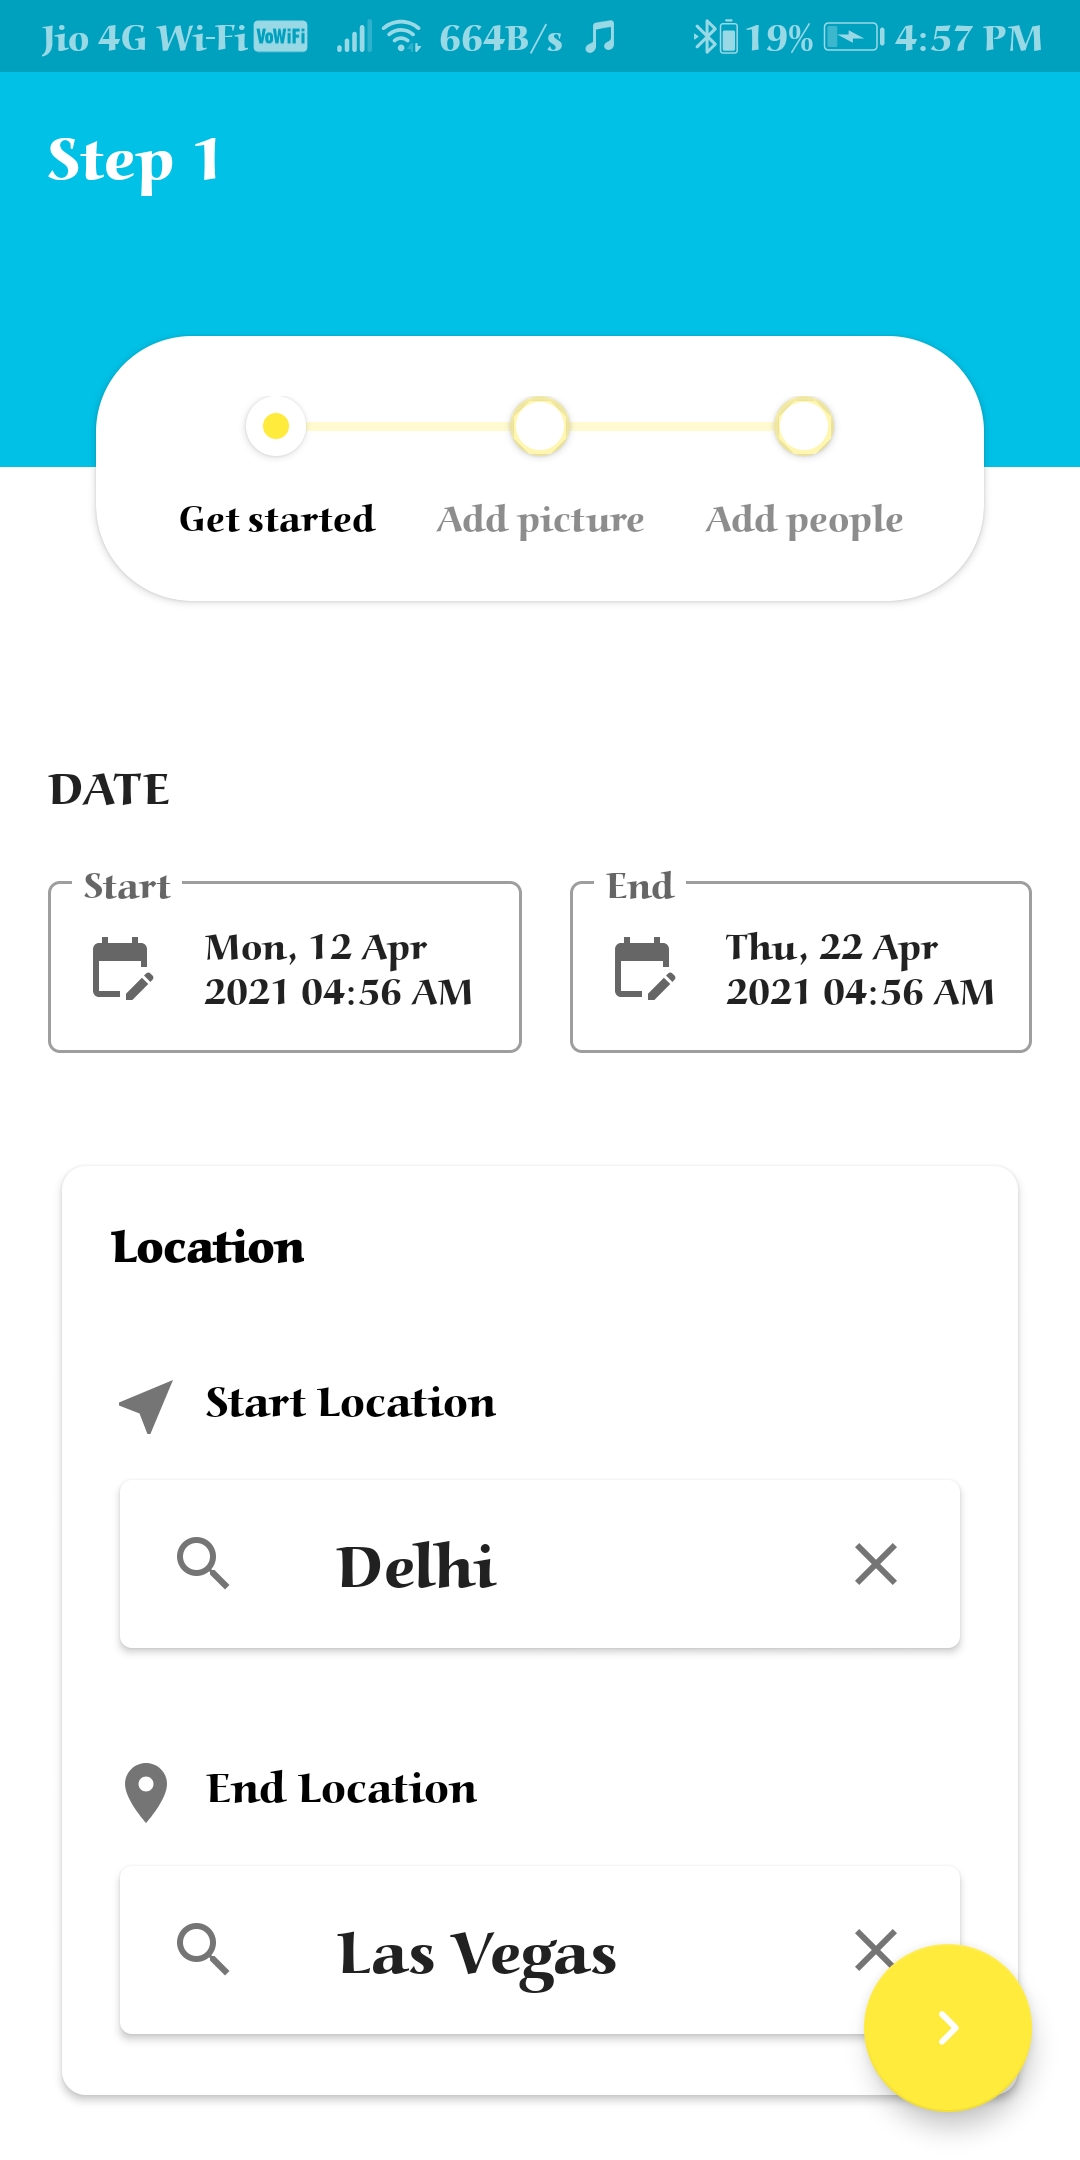 Jio 4G Wi-Fi VoWiFi 664B/s 19% 4:57 PM
Step 1
Get started Add picture Add people
DATE
Start End
Mon, 12 Apr Thu, 22 Apr
2021 04:56 AM 2021 04:56 AM
Location
Start Location
Delhi
End Location
Las Vegas